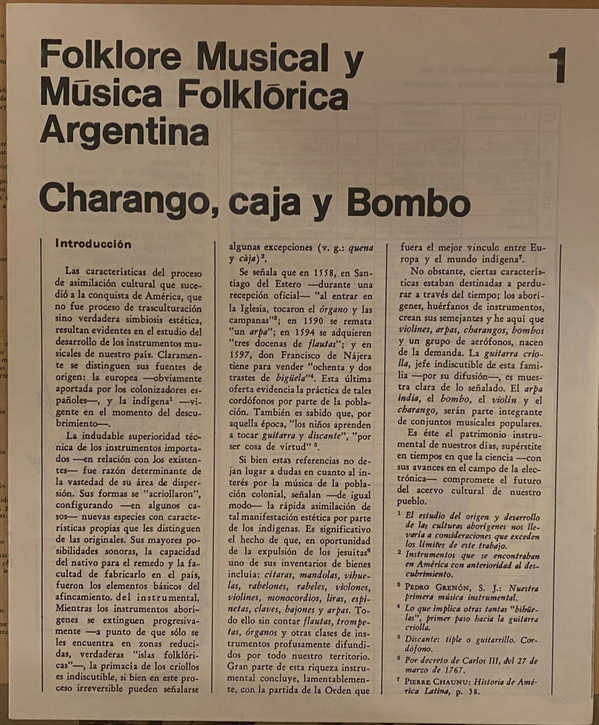 Folklore Musical y
Música Folklórica
Argentina
1
Charango, caja y Bombo
Introducción
Las características del proceso
de asimilación cultural que suce-
dió a la conquista de América, que
no fue proceso de trasculturación
sino verdadera simbiosis estética,
resultan evidentes en el estudio del
desarrollo de los instrumentos mu-
sicales de nuestro país. Claramen-
te se distinguen sus fuentes de
origen: la europea —obviamente
aportada por los colonizadores es-
pañoles—, y la indígena¹ —vi-
gente en el momento del descu-
brimiento—.
La indudable superioridad téc-
nica de los instrumentos importa-
dos —en relación con los existen-
tes— fue razón determinante de
la vastedad de su área de disper-
sión. Sus formas se "acriollaron",
configurando —en algunos ca-
sos— nuevas especies con caracte-
rísticas propias que les distinguen
de las originales. Sus mayores po-
sibilidades sonoras, la capacidad
del nativo para el remedo y la fa-
cultad de fabricarlo en el país,
fueron los elementos básicos del
afincamiento. del instrumental.
Mientras los instrumentos aborí-
genes se extinguen progresiva-
mente —a punto de que sólo se
les encuentra en zonas reduci-
das, verdaderas "islas folklóri-
cas"—, la primacía de los criollos
es indiscutible, si bien en este pro-
ceso irreversible pueden señalarse
algunas excepciones (v. g.: quena
y caja)².
Se señala que en 1558, en San-
tiago del Estero —durante una
recepción oficial— "al entrar en
la Iglesia, tocaron el órgano y las
campanas"³; en 1590 se remata
"un arpa"; en 1594 se adquieren
"tres docenas de flautas"; y en
1597, don Francisco de Nájera
tiene para vender "ochenta y dos
trastes de bigüela"⁴. Esta última
oferta evidencia la práctica de tales
cordófonos por parte de la pobla-
ción. También es sabido que, por
aquella época, "los niños aprenden
a tocar guitarra y discante", "por
ser cosa de virtud" ⁵.
Si bien estas referencias no de-
jan lugar a dudas en cuanto al in-
terés por la música de la pobla-
ción colonial, señalan —de igual
modo— la rápida asimilación de
tal manifestación estética por parte
de los indígenas. Es significativo
el hecho de que, en oportunidad
de la expulsión de los jesuítas⁶
uno de sus inventarios de bienes
incluía: cítaras, mandolas, vihue-
las, rabelones, rabeles, violones,
violines, monocordios, liras, espi-
netas, claves, bajones y arpas. To-
do ello sin contar flautas, trompe-
tas, órganos y otras clases de ins-
trumentos profusamente difundi-
dos por todo nuestro territorio.
Gran parte de esta riqueza instru-
mental concluye, lamentablemen-
te, con la partida de la Orden que
fuera el mejor vínculo entre Eu-
ropa y el mundo indígena⁷.
No obstante, ciertas caracterís-
ticas estaban destinadas a perdu-
rar a través del tiempo; los aborí-
genes, huérfanos de instrumentos,
crean sus semejantes y he aquí que
violines, arpas, charangos, bombos
y un grupo de aerófonos, nacen
de la demanda. La guitarra crio-
lla, jefe indiscutible de esta fami-
lia —por su difusión—, es mues-
tra clara de lo señalado. El arpa
india, el bombo, el violín y el
charango, serán parte integrante
de conjuntos musicales populares.
Es éste el patrimonio instru-
mental de nuestros días, supérstite
en tiempos en que la ciencia —con
sus avances en el campo de la elec-
trónica— compromete el futuro
del acervo cultural de nuestro
pueblo.
¹ El estudio del origen y desarrollo
de las culturas aborígenes nos lle-
varía a consideraciones que exceden
los límites de este trabajo.
² Instrumentos que se encontraban
en América con anterioridad al des-
cubrimiento.
³ PEDRO GRENÓN, S. J.: Nuestra
primera música instrumental.
⁴ Lo que implica otras tantas "bibüe-
las", primer paso hacia la guitarra
criolla.
⁵ Discante: tiple o guitarrillo. Cor-
dófono.
⁶ Por decreto de Carlos III, del 27 de
marzo de 1767.
⁷ PIERRE CHAUNU: Historia de Amé-
rica Latina, p. 58.